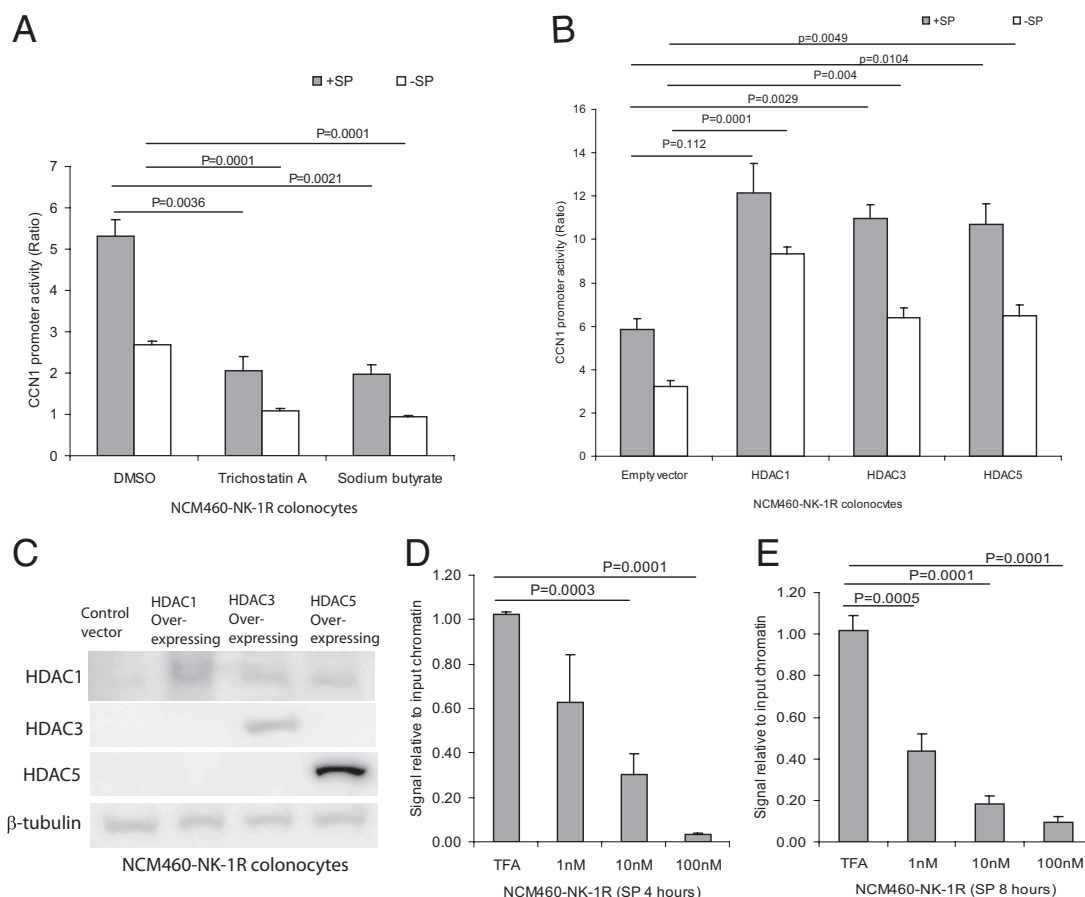 A
+SP -SP
P=0.0001
P=0.0001
P=0.0021
P=0.0036
CCN1 promoter activity (Ratio)
7
6
5
4
3
2
1
0
DMSO Trichostatin A Sodium butyrate
NCM460-NK-1R colonocytes
B
+SP -SP
p=0.0049
p=0.0104
P=0.004
P=0.0029
P=0.0001
P=0.112
CCN1 promoter activity (Ratio)
16
14
12
10
8
6
4
2
0
Empty vector HDAC1 HDAC3 HDAC5
NCM460-NK-1R colonocytes
C
Control
vector
HDAC1
Over-
expressing
HDAC3
Over-
expressing
HDAC5
Over-
expressing
HDAC1
HDAC3
HDAC5
β-tubulin
NCM460-NK-1R colonocytes
D
P=0.0001
P=0.0003
Signal relative to input chromatin
1.20
1.00
0.80
0.60
0.40
0.20
0.00
TFA 1nM 10nM 100nM
NCM460-NK-1R (SP 4 hours)
E
P=0.0001
P=0.0001
P=0.0005
Signal relative to input chromatin
1.20
1.00
0.80
0.60
0.40
0.20
0.00
TFA 1nM 10nM 100nM
NCM460-NK-1R (SP 8 hours)